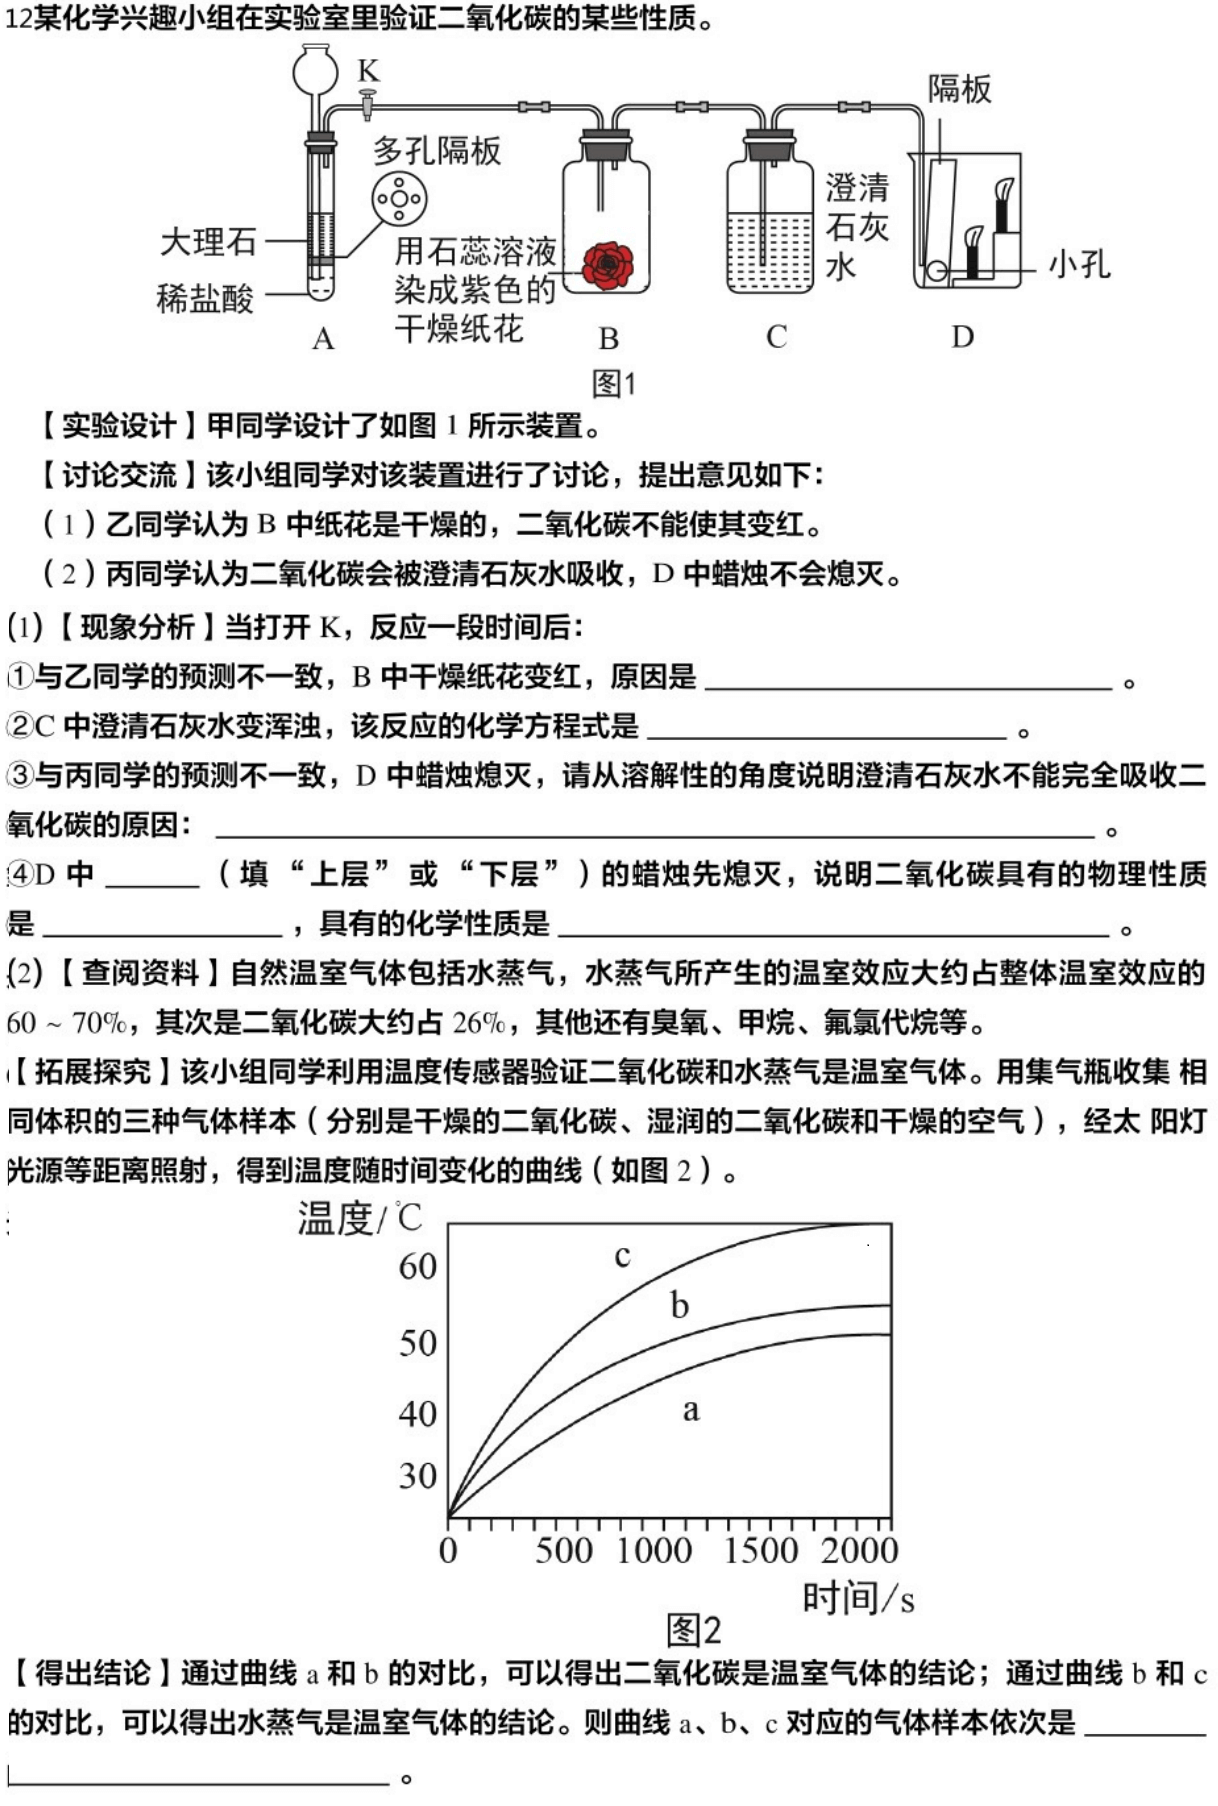 12某化学兴趣小组在实验室里验证二氧化碳的某些性质。
K
隔板
多孔隔板
大理石
稀盐酸
用石蕊溶液
染成紫色的
干燥纸花
澄清
石灰
水
小孔
A
B
C
D
图1
【实验设计】甲同学设计了如图 1 所示装置。
【讨论交流】该小组同学对该装置进行了讨论，提出意见如下：
（1）乙同学认为 B 中纸花是干燥的，二氧化碳不能使其变红。
（2）丙同学认为二氧化碳会被澄清石灰水吸收，D 中蜡烛不会熄灭。
(1)【现象分析】当打开 K，反应一段时间后：
①与乙同学的预测不一致，B 中干燥纸花变红，原因是 ____________ 。
②C 中澄清石灰水变浑浊，该反应的化学方程式是 ____________ 。
③与丙同学的预测不一致，D 中蜡烛熄灭，请从溶解性的角度说明澄清石灰水不能完全吸收二
氧化碳的原因： ____________ 。
④D 中 ______ （填“上层”或“下层”）的蜡烛先熄灭，说明二氧化碳具有的物理性质
是 ____________ ，具有的化学性质是 ____________ 。
(2)【查阅资料】自然温室气体包括水蒸气，水蒸气所产生的温室效应大约占整体温室效应的
60 ~ 70%，其次是二氧化碳大约占 26%，其他还有臭氧、甲烷、氟氯代烷等。
【拓展探究】该小组同学利用温度传感器验证二氧化碳和水蒸气是温室气体。用集气瓶收集 相
同体积的三种气体样本（分别是干燥的二氧化碳、湿润的二氧化碳和干燥的空气），经太 阳灯
光源等距离照射，得到温度随时间变化的曲线（如图 2）。
温度/℃
60
50
40
30
c
b
a
0 500 1000 1500 2000
时间/s
图2
【得出结论】通过曲线 a 和 b 的对比，可以得出二氧化碳是温室气体的结论；通过曲线 b 和 c
的对比，可以得出水蒸气是温室气体的结论。则曲线 a、b、c 对应的气体样本依次是 ________
____________ 。